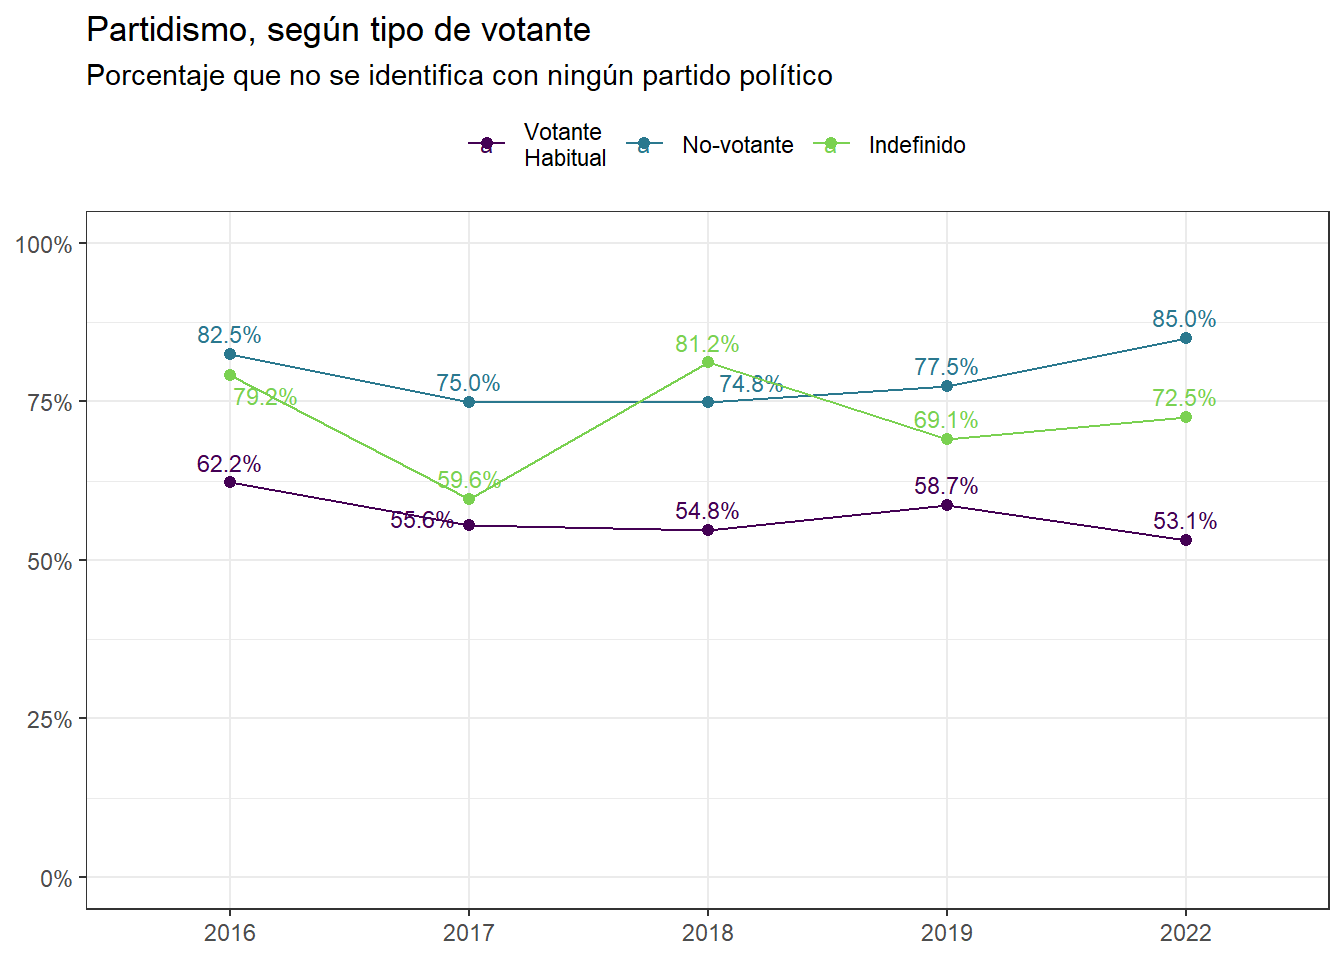 Partidismo, según tipo de votante
Porcentaje que no se identifica con ningún partido político
a Votante
Habitual
a No-votante
a Indefinido
100%
75%
50%
25%
0%
82.5%
79.2%
62.2%
75.0%
59.6%
55.6%
81.2%
74.8%
54.8%
77.5%
69.1%
58.7%
85.0%
72.5%
53.1%
2016 2017 2018 2019 2022